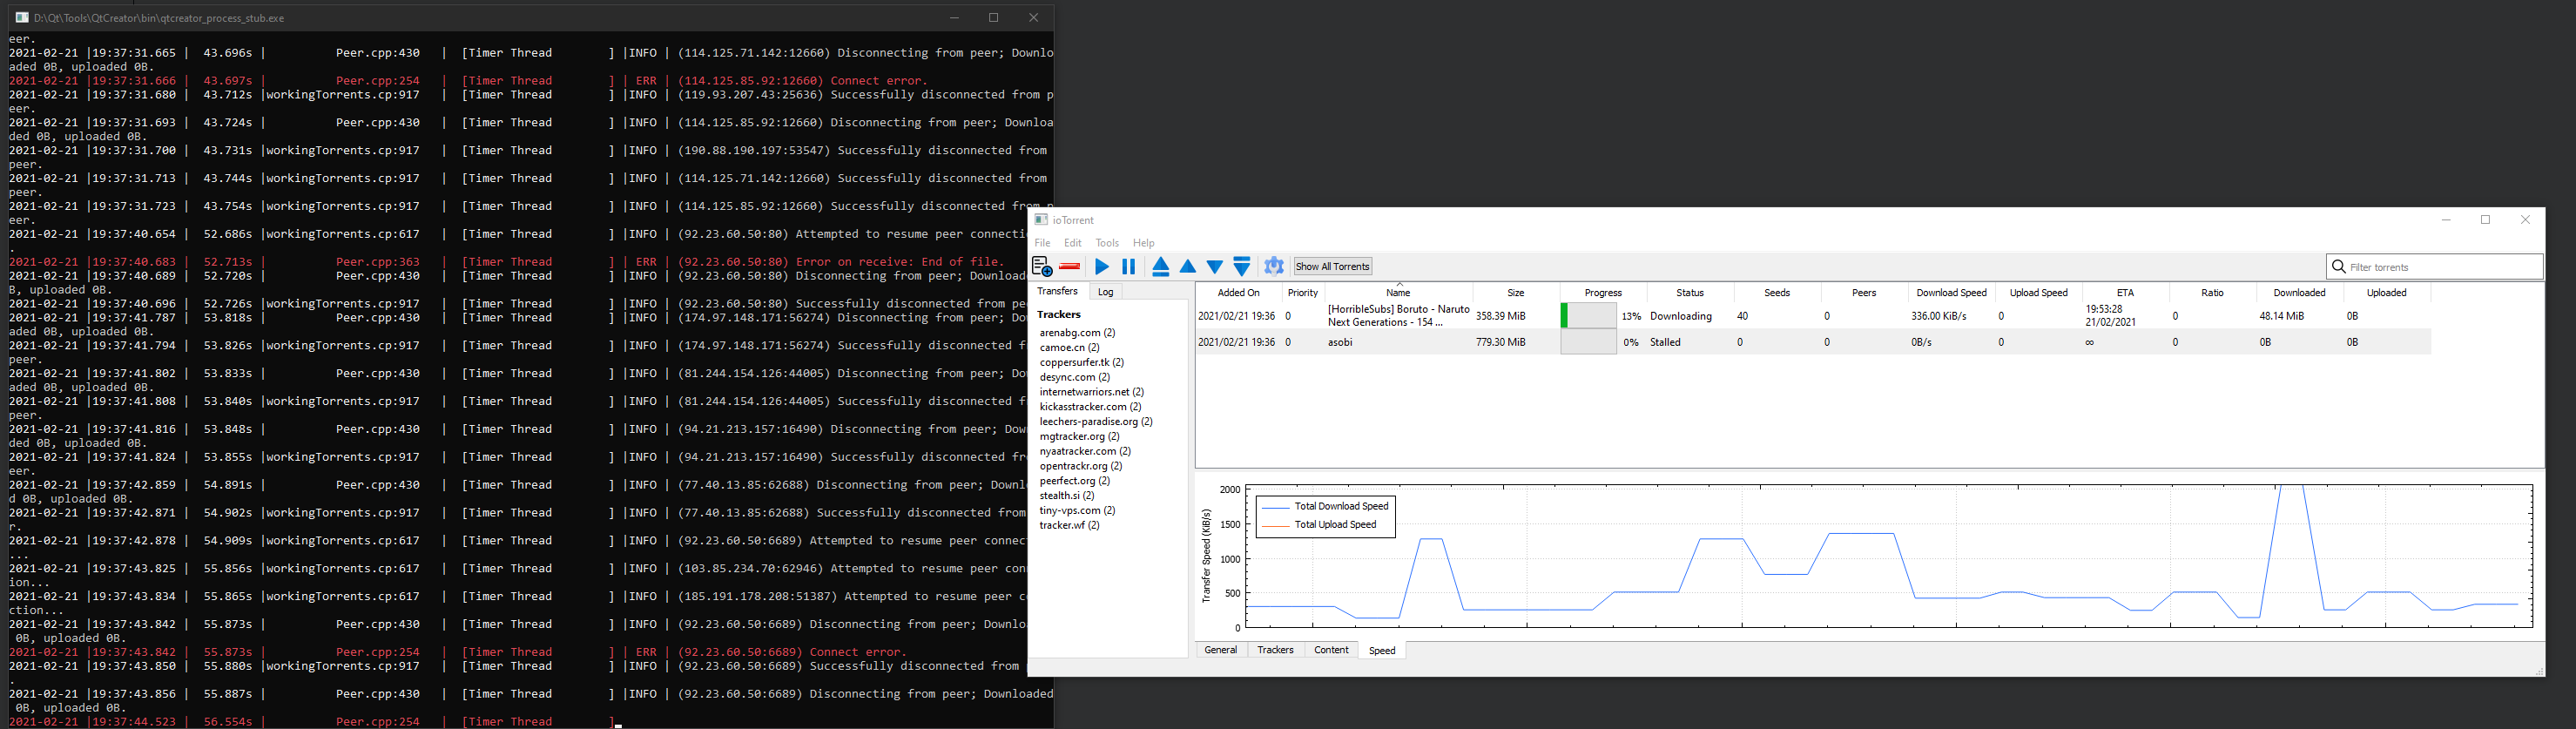 D:\Qt\Tools\QtCreator\bin\qtcreator_process_stub.exe
eer.
2021-02-21 |19:37:31.665 | 43.696s | Peer.cpp:430 | [Timer Thread ] |INFO | (114.125.71.142:12660) Disconnecting from peer; Downlo
aded 0B, uploaded 0B.
2021-02-21 |19:37:31.666 | 43.697s | Peer.cpp:254 | [Timer Thread ] | ERR | (114.125.85.92:12660) Connect error.
2021-02-21 |19:37:31.680 | 43.712s |workingTorrents.cp:917 | [Timer Thread ] |INFO | (119.93.207.43:25636) Successfully disconnected from p
eer.
2021-02-21 |19:37:31.693 | 43.724s | Peer.cpp:430 | [Timer Thread ] |INFO | (114.125.85.92:12660) Disconnecting from peer; Downloa
ded 0B, uploaded 0B.
2021-02-21 |19:37:31.700 | 43.731s |workingTorrents.cp:917 | [Timer Thread ] |INFO | (190.88.190.197:53547) Successfully disconnected from
peer.
2021-02-21 |19:37:31.713 | 43.744s |workingTorrents.cp:917 | [Timer Thread ] |INFO | (114.125.71.142:12660) Successfully disconnected from
peer.
2021-02-21 |19:37:31.723 | 43.754s |workingTorrents.cp:917 | [Timer Thread ] |INFO | (114.125.85.92:12660) Successfully disconnected from p
eer.
2021-02-21 |19:37:40.654 | 52.686s |workingTorrents.cp:617 | [Timer Thread ] |INFO | (92.23.60.50:80) Attempted to resume peer connecti
.
2021-02-21 |19:37:40.683 | 52.713s | Peer.cpp:363 | [Timer Thread ] | ERR | (92.23.60.50:80) Error on receive: End of file.
2021-02-21 |19:37:40.689 | 52.720s | Peer.cpp:430 | [Timer Thread ] |INFO | (92.23.60.50:80) Disconnecting from peer; Download
B, uploaded 0B.
2021-02-21 |19:37:40.696 | 52.726s |workingTorrents.cp:917 | [Timer Thread ] |INFO | (92.23.60.50:80) Successfully disconnected from pee
2021-02-21 |19:37:41.787 | 53.818s | Peer.cpp:430 | [Timer Thread ] |INFO | (174.97.148.171:56274) Disconnecting from peer; Dow
aded 0B, uploaded 0B.
2021-02-21 |19:37:41.794 | 53.826s |workingTorrents.cp:917 | [Timer Thread ] |INFO | (174.97.148.171:56274) Successfully disconnected f
peer.
2021-02-21 |19:37:41.802 | 53.833s | Peer.cpp:430 | [Timer Thread ] |INFO | (81.244.154.126:44005) Disconnecting from peer; Dow
aded 0B, uploaded 0B.
2021-02-21 |19:37:41.808 | 53.840s |workingTorrents.cp:917 | [Timer Thread ] |INFO | (81.244.154.126:44005) Successfully disconnected f
peer.
2021-02-21 |19:37:41.816 | 53.848s | Peer.cpp:430 | [Timer Thread ] |INFO | (94.21.213.157:16490) Disconnecting from peer; Down
ded 0B, uploaded 0B.
2021-02-21 |19:37:41.824 | 53.855s |workingTorrents.cp:917 | [Timer Thread ] |INFO | (94.21.213.157:16490) Successfully disconnected fr
eer.
2021-02-21 |19:37:42.859 | 54.891s | Peer.cpp:430 | [Timer Thread ] |INFO | (77.40.13.85:62688) Disconnecting from peer; Downl
d 0B, uploaded 0B.
2021-02-21 |19:37:42.871 | 54.902s |workingTorrents.cp:917 | [Timer Thread ] |INFO | (77.40.13.85:62688) Successfully disconnected from
r.
2021-02-21 |19:37:42.878 | 54.909s |workingTorrents.cp:617 | [Timer Thread ] |INFO | (92.23.60.50:6689) Attempted to resume peer connect
...
2021-02-21 |19:37:43.825 | 55.856s |workingTorrents.cp:617 | [Timer Thread ] |INFO | (103.85.234.70:62946) Attempted to resume peer conn
ion...
2021-02-21 |19:37:43.834 | 55.865s |workingTorrents.cp:617 | [Timer Thread ] |INFO | (185.191.178.208:51387) Attempted to resume peer c
ction...
2021-02-21 |19:37:43.842 | 55.873s | Peer.cpp:430 | [Timer Thread ] |INFO | (92.23.60.50:6689) Disconnecting from peer; Downloa
0B, uploaded 0B.
2021-02-21 |19:37:43.842 | 55.873s | Peer.cpp:254 | [Timer Thread ] | ERR | (92.23.60.50:6689) Connect error.
2021-02-21 |19:37:43.850 | 55.880s |workingTorrents.cp:917 | [Timer Thread ] |INFO | (92.23.60.50:6689) Successfully disconnected from
.
2021-02-21 |19:37:43.856 | 55.887s | Peer.cpp:430 | [Timer Thread ] |INFO | (92.23.60.50:6689) Disconnecting from peer; Downloaded
0B, uploaded 0B.
2021-02-21 |19:37:44.523 | 56.554s | Peer.cpp:254 | [Timer Thread ]
ioTorrent
File Edit Tools Help
Show All Torrents
Filter torrents
Transfers Log
Trackers
arenabg.com (2)
camoe.cn (2)
coppersurfer.tk (2)
desync.com (2)
internetwarriors.net (2)
kickasstracker.com (2)
leechers-paradise.org (2)
mgtracker.org (2)
nyaatracker.com (2)
opentrackr.org (2)
peerfect.org (2)
stealth.si (2)
tiny-vps.com (2)
tracker.wf (2)
Added On Priority Name Size Progress Status Seeds Peers Download Speed Upload Speed ETA Ratio Downloaded Uploaded
2021/02/21 19:36 0 [HorribleSubs] Boruto - Naruto Next Generations - 154 ... 358.39 MiB 13% Downloading 40 0 336.00 KiB/s 0 19:53:28 21/02/2021 0 48.14 MiB 0B
2021/02/21 19:36 0 asobi 779.30 MiB 0% Stalled 0 0 0B/s 0 ∞ 0 0B 0B
Transfer Speed (KiB/s)
2000
1500
1000
500
0
Total Download Speed
Total Upload Speed
General Trackers Content Speed